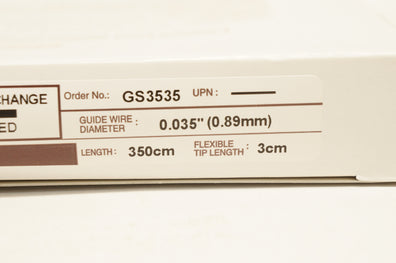 CHANGE
ED
Order No.: GS3535 UPN :
GUIDE WIRE DIAMETER : 0.035" (0.89mm)
LENGTH : 350cm FLEXIBLE TIP LENGTH : 3cm